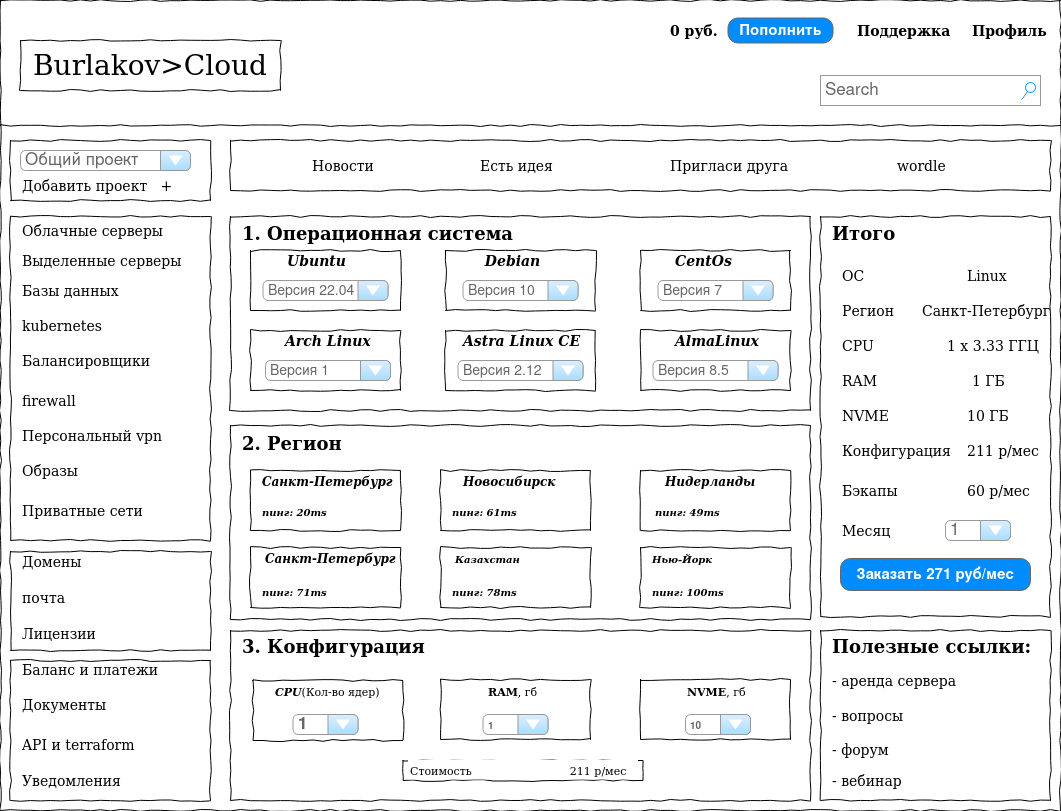 0 руб. Пополнить Поддержка Профиль
Burlakov>Cloud
Search
Общий проект
Добавить проект +
Новости Есть идея Пригласи друга wordle
Облачные серверы
Выделенные серверы
Базы данных
kubernetes
Балансировщики
firewall
Персональный vpn
Образы
Приватные сети
Домены
почта
Лицензии
Баланс и платежи
Документы
API и terraform
Уведомления
1. Операционная система
Ubuntu Debian CentOs
Версия 22.04 Версия 10 Версия 7
Arch Linux Astra Linux CE AlmaLinux
Версия 1 Версия 2.12 Версия 8.5
2. Регион
Санкт-Петербург Новосибирск Нидерланды
пинг: 20ms пинг: 61ms пинг: 49ms
Санкт-Петербург Казахстан Нью-Йорк
пинг: 71ms пинг: 78ms пинг: 100ms
3. Конфигурация
CPU(Кол-во ядер) RAM, гб NVME, гб
1 1 10
Стоимость 211 р/мес
Итого
ОС Linux
Регион Санкт-Петербург
CPU 1 x 3.33 ГГЦ
RAM 1 ГБ
NVME 10 ГБ
Конфигурация 211 р/мес
Бэкапы 60 р/мес
Месяц 1
Заказать 271 руб/мес
Полезные ссылки:
- аренда сервера
- вопросы
- форум
- вебинар